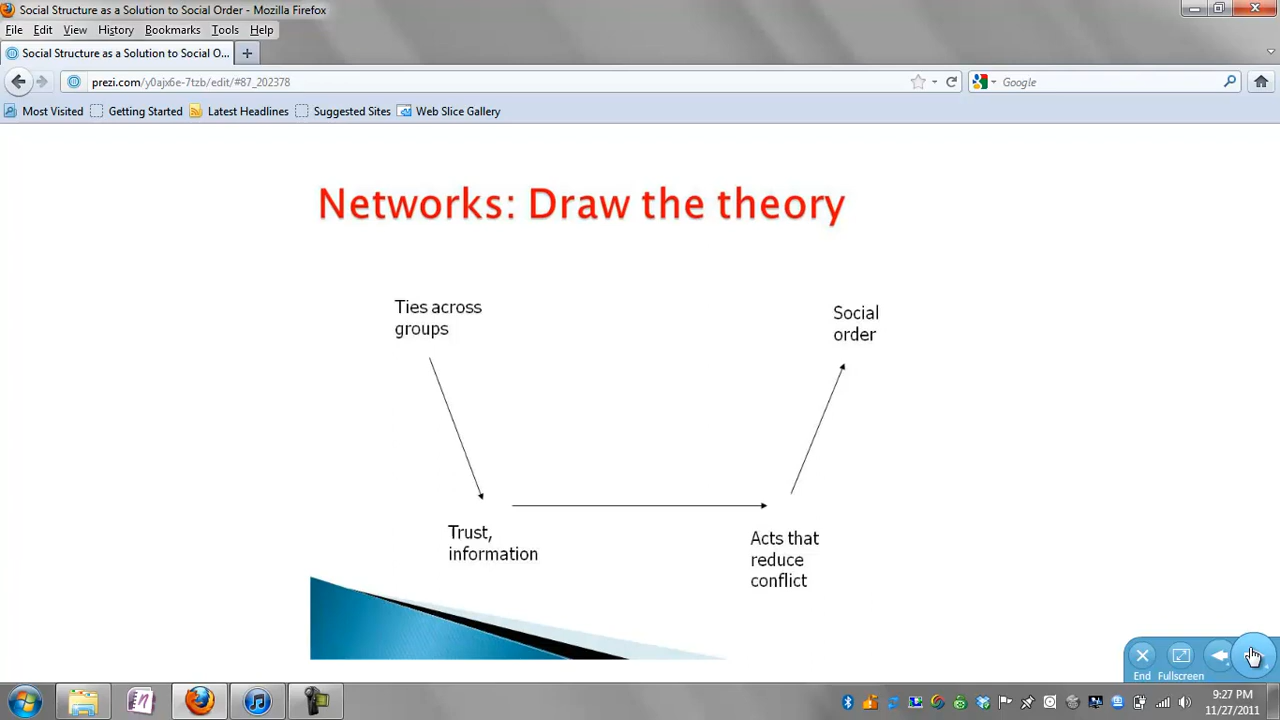 Social Structure as a Solution to Social Order - Mozilla Firefox
File Edit View History Bookmarks Tools Help
Social Structure as a Solution to Social O...
prezi.com/y0ajx6e-7tzb/edit/#87_202378
Google
Most Visited Getting Started Latest Headlines Suggested Sites Web Slice Gallery
Networks: Draw the theory
Ties across
groups
Social
order
Trust,
information
Acts that
reduce
conflict
End Fullscreen
9:27 PM
11/27/2011